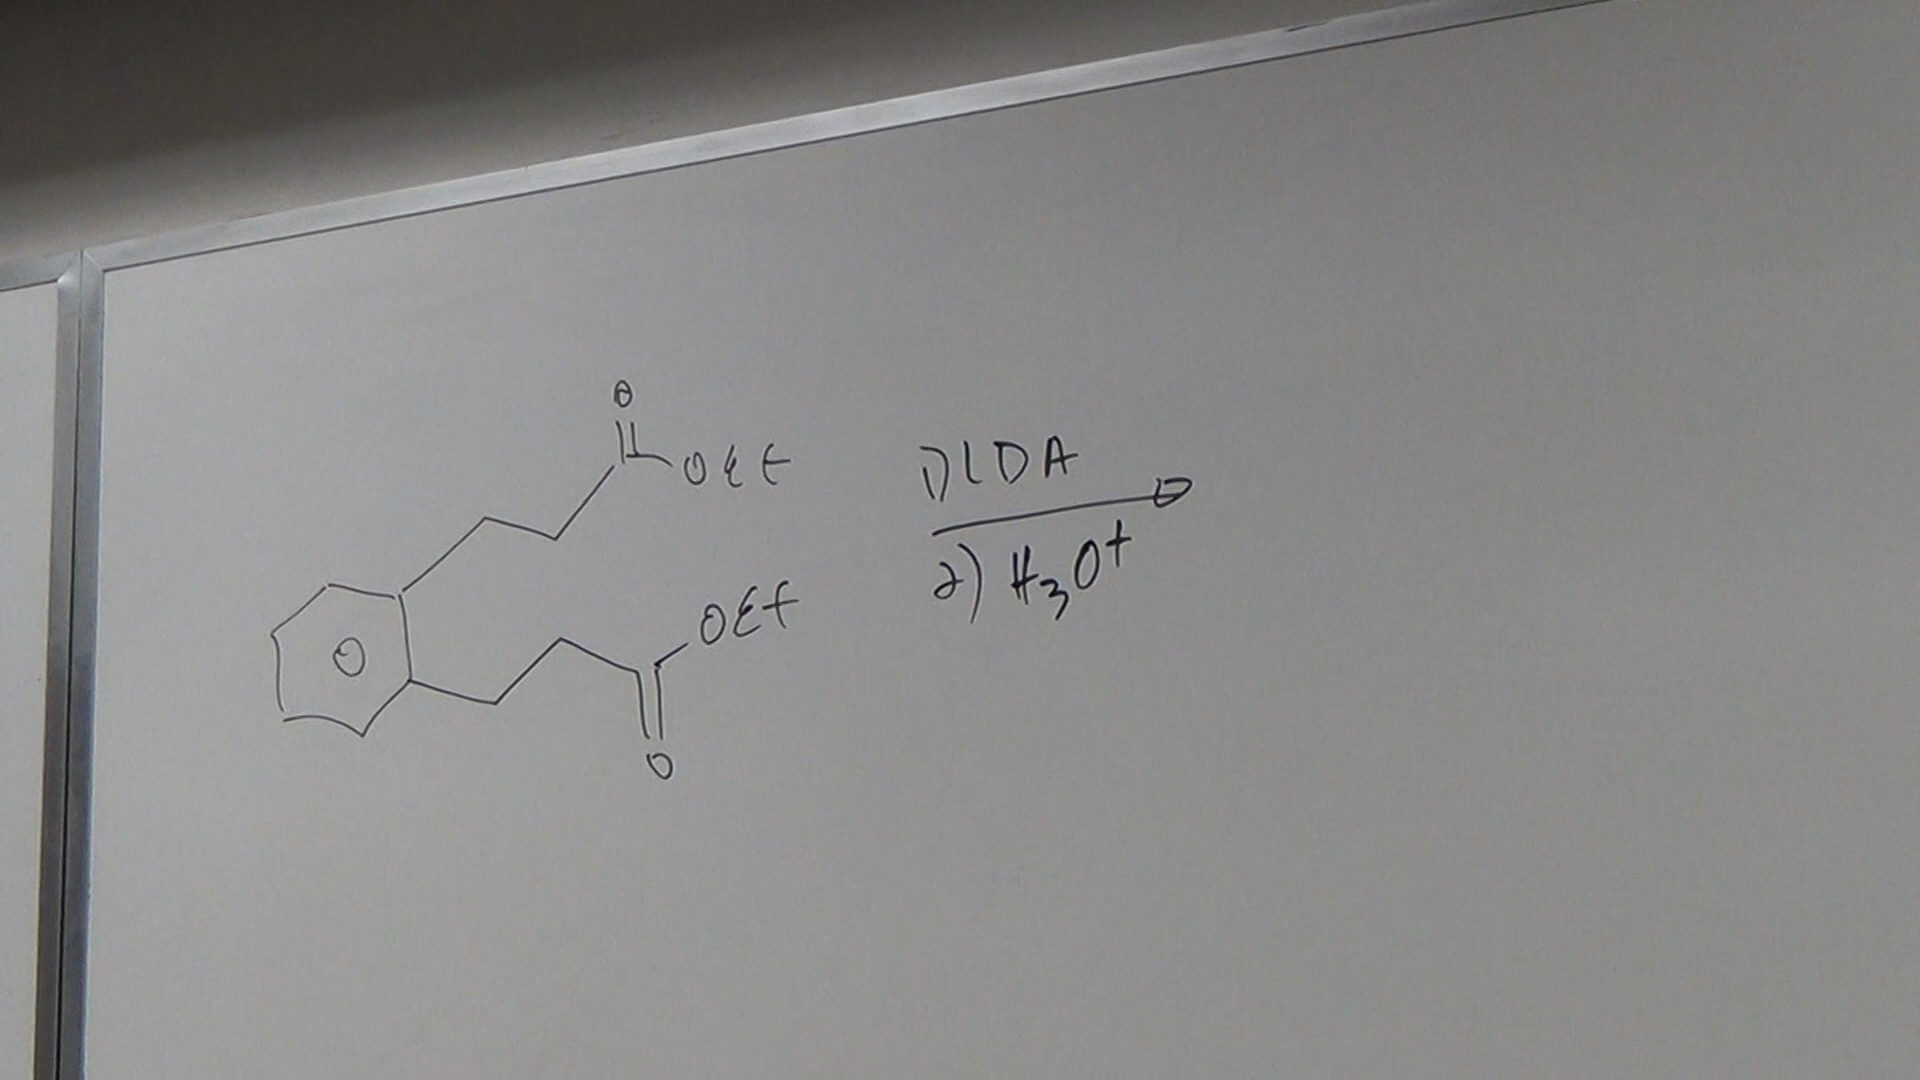 O
OEt
1) LDA
2) H3O+
OEt
O